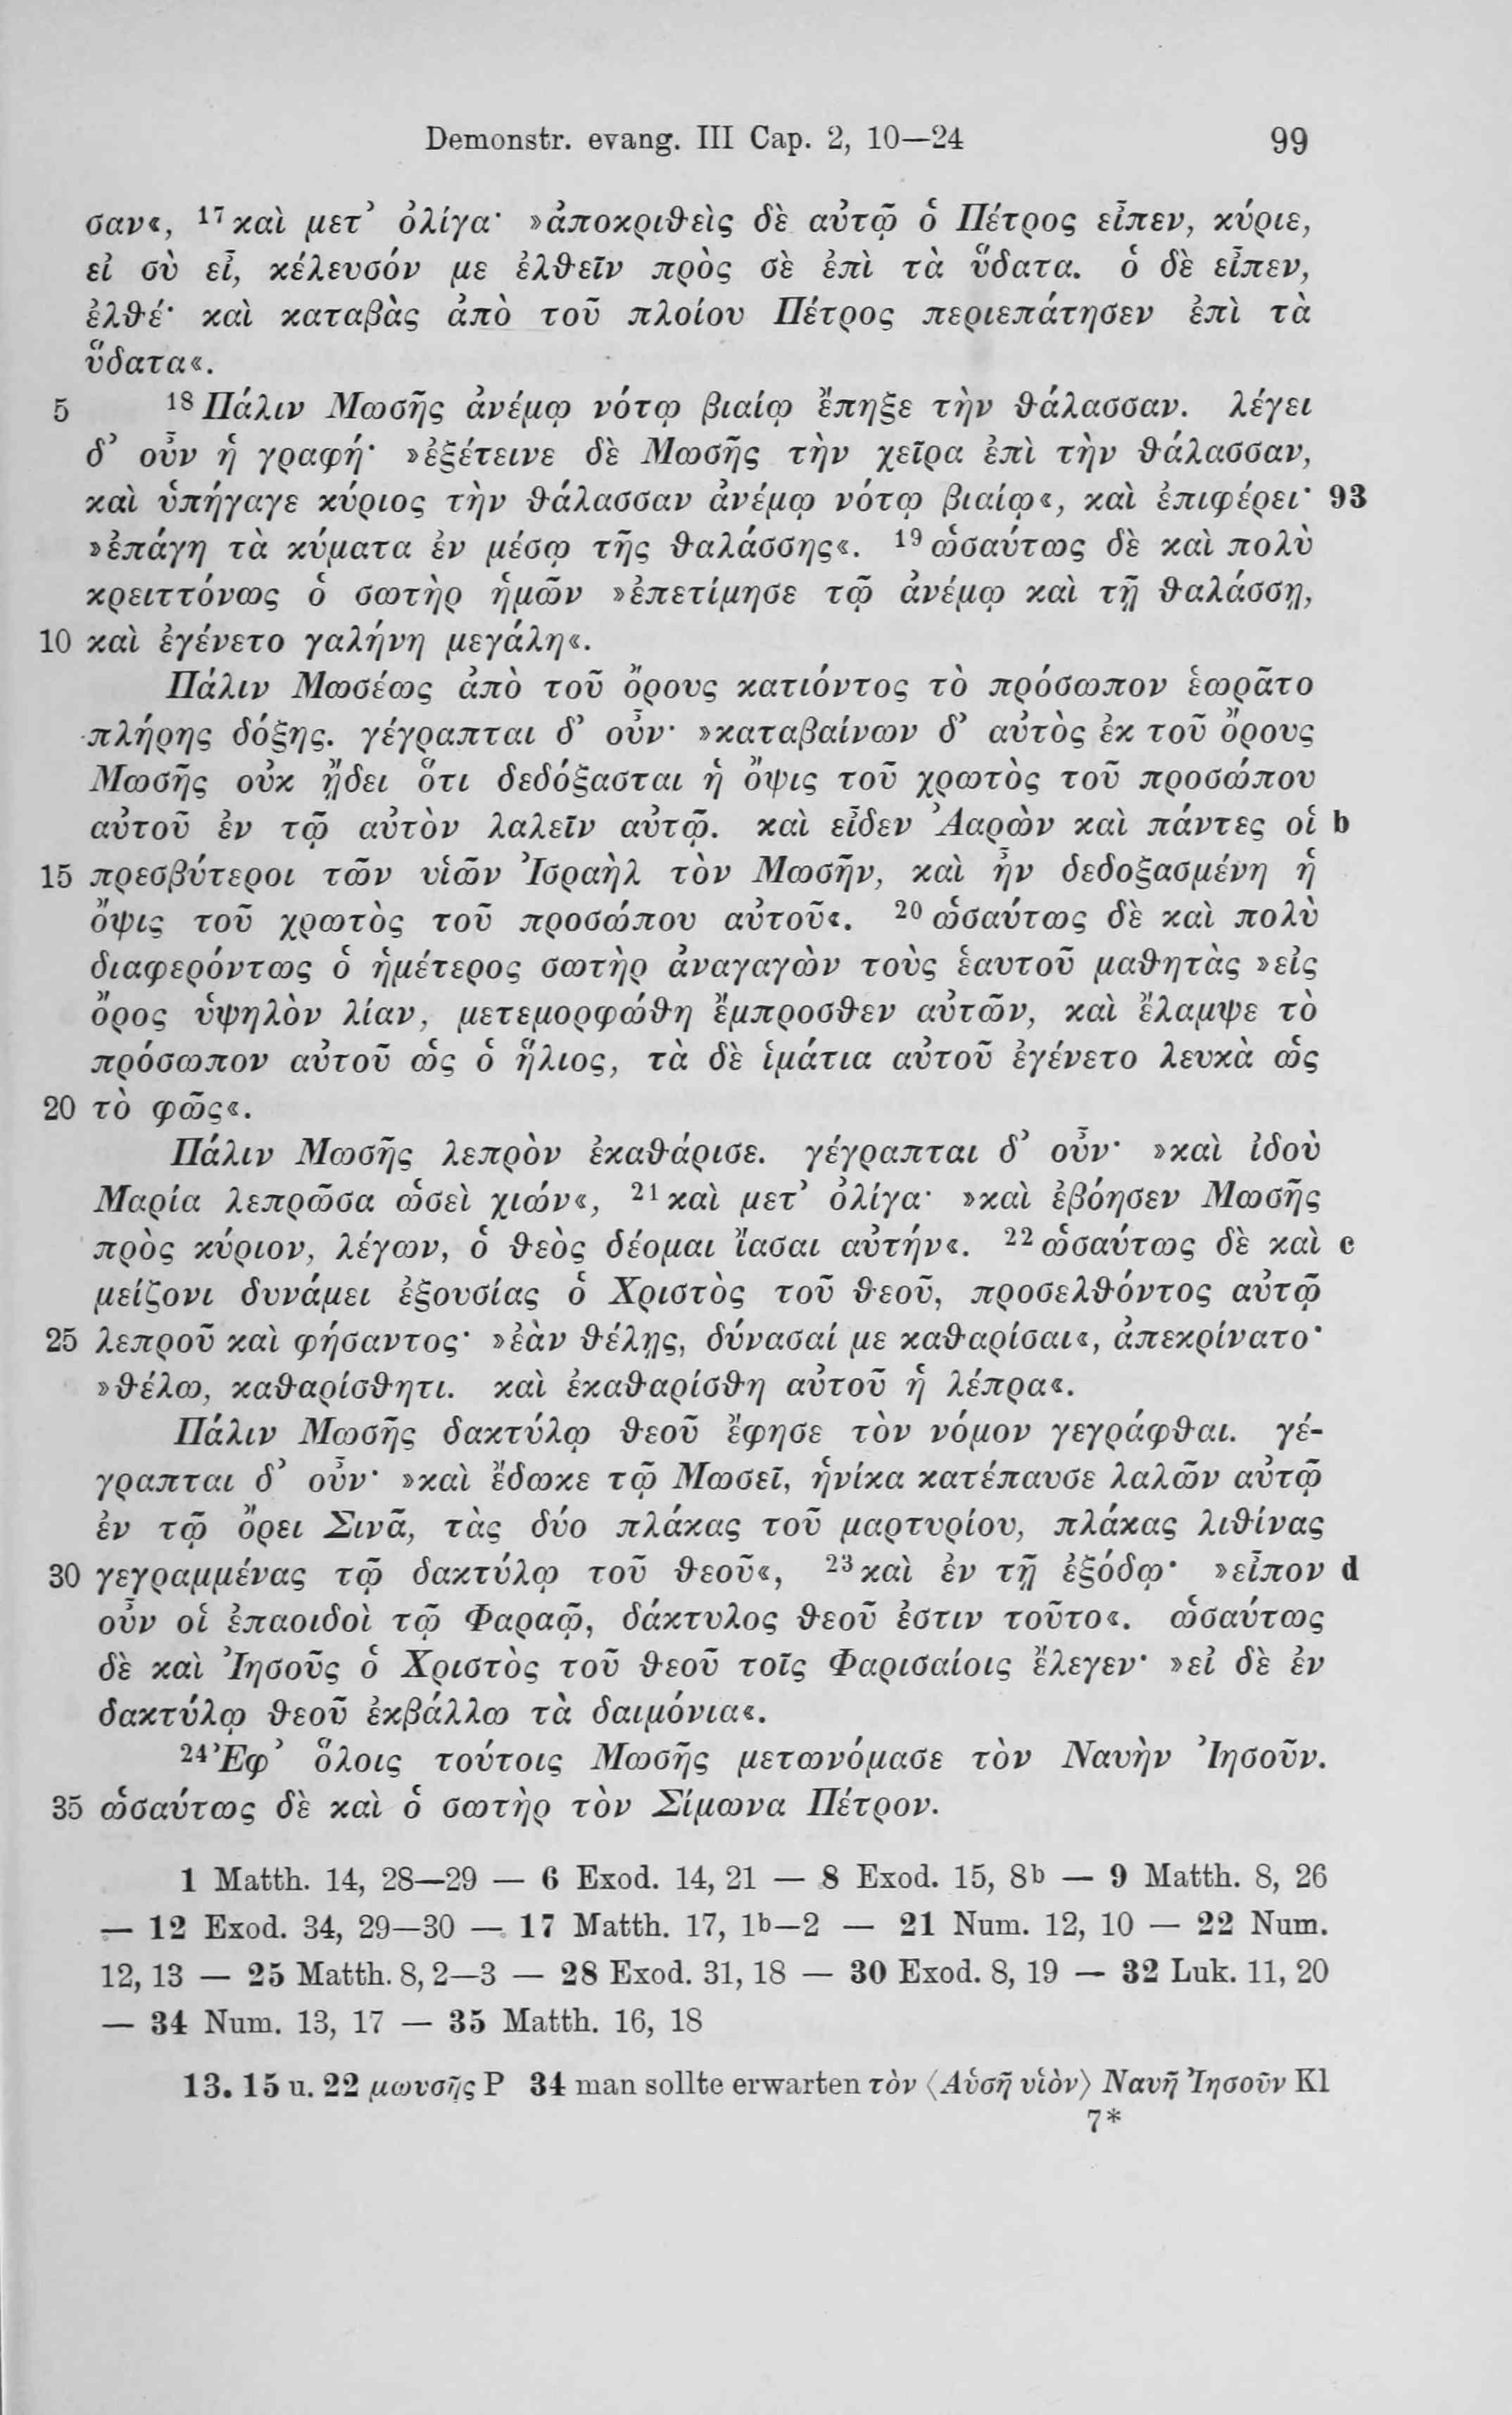 Demonstr. evang. III Cap. 2, 10—24 99
σαν«, ¹⁷ καὶ μετ’ ὀλίγα· »ἀποκριθεὶς δὲ αὐτῷ ὁ Πέτρος εἶπεν, κύριε,
εἰ σὺ εἶ, κέλευσόν με ἐλθεῖν πρὸς σὲ ἐπὶ τὰ ὕδατα. ὁ δὲ εἶπεν,
ἐλθέ· καὶ καταβὰς ἀπὸ τοῦ πλοίου Πέτρος περιεπάτησεν ἐπὶ τὰ
ὕδατα«.
5 ¹⁸ Πάλιν Μωσῆς ἀνέμῳ νότῳ βιαίῳ ἔπηξε τὴν θάλασσαν. λέγει
δ’ οὖν ἡ γραφή· »ἐξέτεινε δὲ Μωσῆς τὴν χεῖρα ἐπὶ τὴν θάλασσαν,
καὶ ὑπήγαγε κύριος τὴν θάλασσαν ἀνέμῳ νότῳ βιαίῳ«, καὶ ἐπιφέρει· 93
»ἐπάγη τὰ κύματα ἐν μέσῳ τῆς θαλάσσης«. ¹⁹ ὡσαύτως δὲ καὶ πολὺ
κρειττόνως ὁ σωτὴρ ἡμῶν »ἐπετίμησε τῷ ἀνέμῳ καὶ τῇ θαλάσσῃ,
10 καὶ ἐγένετο γαλήνη μεγάλη«.
Πάλιν Μωσέως ἀπὸ τοῦ ὄρους κατιόντος τὸ πρόσωπον ἑωρᾶτο
πλήρης δόξης. γέγραπται δ’ οὖν· »καταβαίνων δ’ αὐτὸς ἐκ τοῦ ὄρους
Μωσῆς οὐκ ᾔδει ὅτι δεδόξασται ἡ ὄψις τοῦ χρωτὸς τοῦ προσώπου
αὐτοῦ ἐν τῷ αὐτὸν λαλεῖν αὐτῷ. καὶ εἶδεν Ἀαρὼν καὶ πάντες οἱ b
15 πρεσβύτεροι τῶν υἱῶν Ἰσραὴλ τὸν Μωσῆν, καὶ ἦν δεδοξασμένη ἡ
ὄψις τοῦ χρωτὸς τοῦ προσώπου αὐτοῦ«. ²⁰ ὡσαύτως δὲ καὶ πολὺ
διαφερόντως ὁ ἡμέτερος σωτὴρ ἀναγαγὼν τοὺς ἑαυτοῦ μαθητὰς »εἰς
ὄρος ὑψηλὸν λίαν, μετεμορφώθη ἔμπροσθεν αὐτῶν, καὶ ἔλαμψε τὸ
πρόσωπον αὐτοῦ ὡς ὁ ἥλιος, τὰ δὲ ἱμάτια αὐτοῦ ἐγένετο λευκὰ ὡς
20 τὸ φῶς«.
Πάλιν Μωσῆς λεπρὸν ἐκαθάρισε. γέγραπται δ’ οὖν· »καὶ ἰδοὺ
Μαρία λεπρῶσα ὡσεὶ χιών«, ²¹ καὶ μετ’ ὀλίγα· »καὶ ἐβόησεν Μωσῆς
πρὸς κύριον, λέγων, ὁ θεὸς δέομαι ἴασαι αὐτήν«. ²² ὡσαύτως δὲ καὶ c
μείζονι δυνάμει ἐξουσίας ὁ Χριστὸς τοῦ θεοῦ, προσελθόντος αὐτῷ
25 λεπροῦ καὶ φήσαντος· »ἐὰν θέλῃς, δύνασαί με καθαρίσαι«, ἀπεκρίνατο·
»θέλω, καθαρίσθητι. καὶ ἐκαθαρίσθη αὐτοῦ ἡ λέπρα«.
Πάλιν Μωσῆς δακτύλῳ θεοῦ ἔφησε τὸν νόμον γεγράφθαι. γέ-
γραπται δ’ οὖν· »καὶ ἔδωκε τῷ Μωσεῖ, ἡνίκα κατέπαυσε λαλῶν αὐτῷ
ἐν τῷ ὄρει Σινᾶ, τὰς δύο πλάκας τοῦ μαρτυρίου, πλάκας λιθίνας
30 γεγραμμένας τῷ δακτύλῳ τοῦ θεοῦ«, ²³ καὶ ἐν τῇ ἐξόδῳ· »εἶπον d
οὖν οἱ ἐπαοιδοὶ τῷ Φαραῷ, δάκτυλος θεοῦ ἐστιν τοῦτο«. ὡσαύτως
δὲ καὶ Ἰησοῦς ὁ Χριστὸς τοῦ θεοῦ τοῖς Φαρισαίοις ἔλεγεν· »εἰ δὲ ἐν
δακτύλῳ θεοῦ ἐκβάλλω τὰ δαιμόνια«.
²⁴ Ἐφ’ ὅλοις τούτοις Μωσῆς μετωνόμασε τὸν Ναυὴν Ἰησοῦν.
35 ὡσαύτως δὲ καὶ ὁ σωτὴρ τὸν Σίμωνα Πέτρον.
1 Matth. 14, 28—29 — 6 Exod. 14, 21 — 8 Exod. 15, 8ᵇ — 9 Matth. 8, 26
— 12 Exod. 34, 29—30 — 17 Matth. 17, 1ᵇ—2 — 21 Num. 12, 10 — 22 Num.
12, 13 — 25 Matth. 8, 2—3 — 28 Exod. 31, 18 — 30 Exod. 8, 19 — 32 Luk. 11, 20
— 34 Num. 13, 17 — 35 Matth. 16, 18
13. 15 u. 22 μωυσῆς P 34 man sollte erwarten τὸν ⟨Αὑσῆ υἱὸν⟩ Ναυῆ Ἰησοῦν Kl
7*